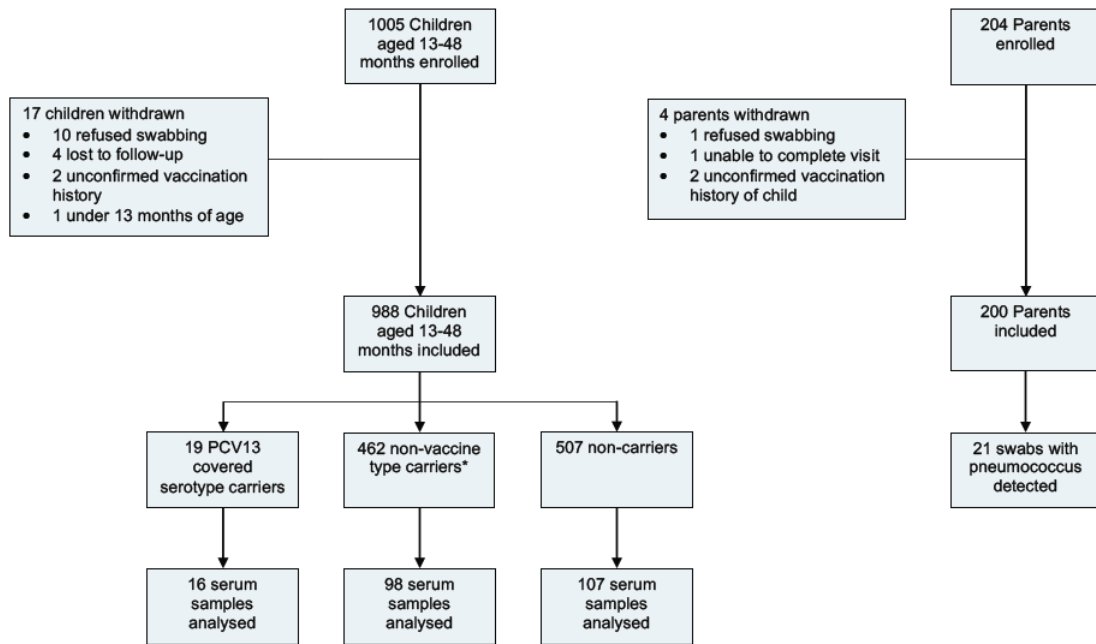 1005 Children
aged 13-48
months enrolled
204 Parents
enrolled
17 children withdrawn
• 10 refused swabbing
• 4 lost to follow-up
• 2 unconfirmed vaccination
history
• 1 under 13 months of age
4 parents withdrawn
• 1 refused swabbing
• 1 unable to complete visit
• 2 unconfirmed vaccination
history of child
988 Children
aged 13-48
months included
200 Parents
included
19 PCV13
covered
serotype carriers
462 non-vaccine
type carriers*
507 non-carriers
21 swabs with
pneumococcus
detected
16 serum
samples
analysed
98 serum
samples
analysed
107 serum
samples
analysed